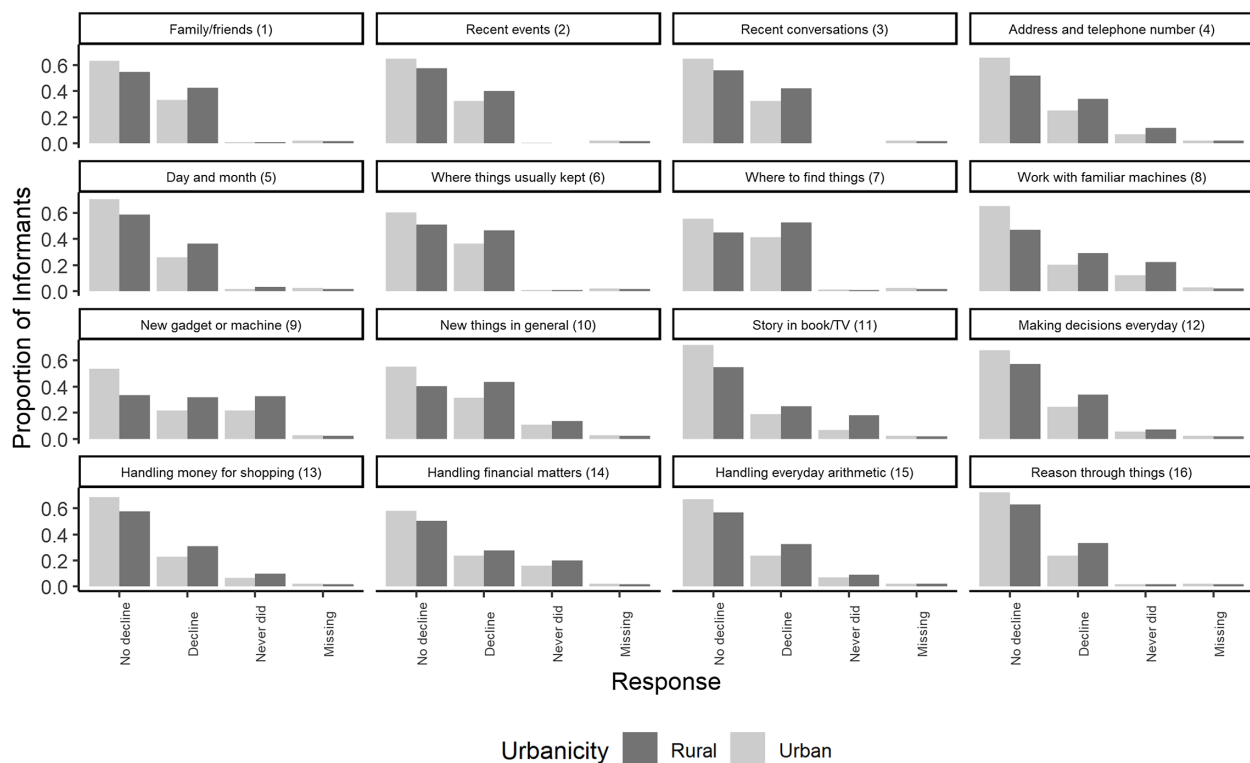 Family/friends (1)
Recent events (2)
Recent conversations (3)
Address and telephone number (4)
0.6
0.4
0.2
0.0
Day and month (5)
Where things usually kept (6)
Where to find things (7)
Work with familiar machines (8)
0.6
0.4
0.2
0.0
New gadget or machine (9)
New things in general (10)
Story in book/TV (11)
Making decisions everyday (12)
0.6
0.4
0.2
0.0
Handling money for shopping (13)
Handling financial matters (14)
Handling everyday arithmetic (15)
Reason through things (16)
0.6
0.4
0.2
0.0
Proportion of Informants
No decline
Decline
Never did
Missing
No decline
Decline
Never did
Missing
No decline
Decline
Never did
Missing
No decline
Decline
Never did
Missing
Response
Urbanicity Rural Urban